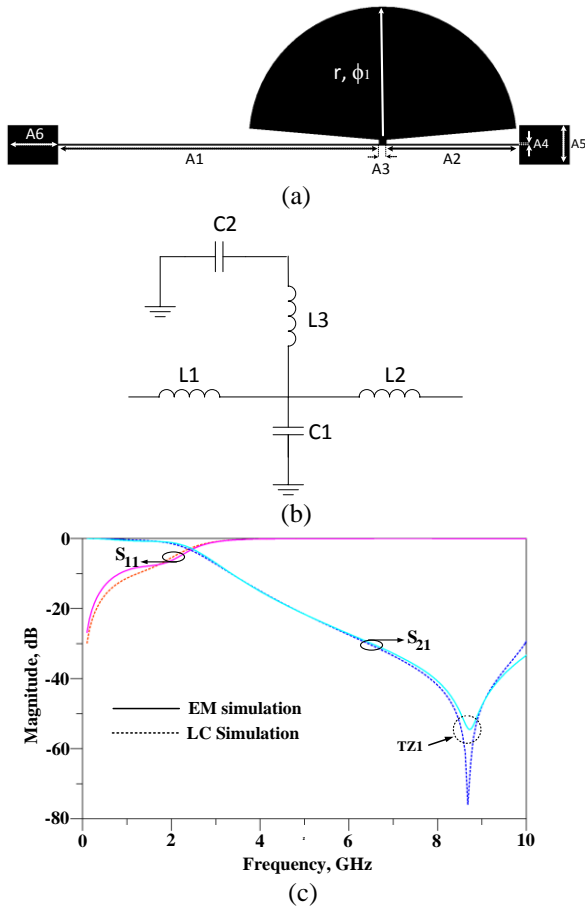 r, ϕ1
A6
A1
A3
A2
A4
A5
(a)
C2
L3
L1
L2
C1
(b)
0
-20
-40
-60
-80
Magnitude, dB
S11
S21
EM simulation
LC Simulation
TZ1
0 2 4 6 8 10
Frequency, GHz
(c)